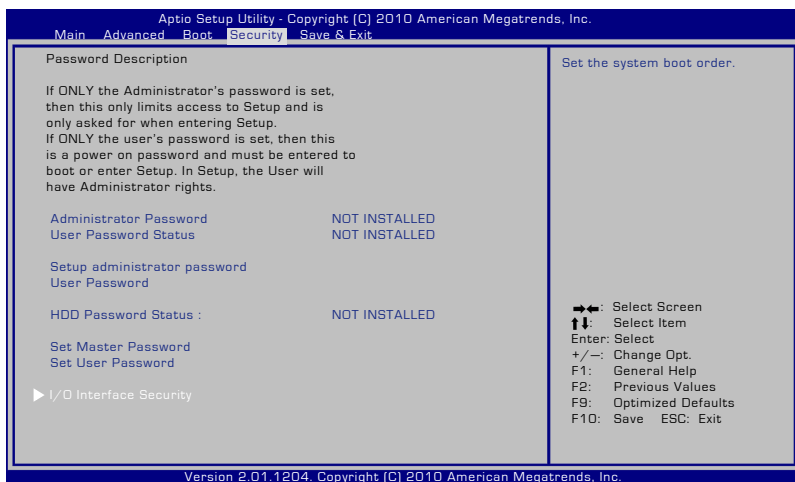 Aptio Setup Utility - Copyright (C) 2010 American Megatrends, Inc.
Main Advanced Boot Security Save & Exit
Password Description
If ONLY the Administrator's password is set,
then this only limits access to Setup and is
only asked for when entering Setup.
If ONLY the user's password is set, then this
is a power on password and must be entered to
boot or enter Setup. In Setup, the User will
have Administrator rights.
Administrator Password NOT INSTALLED
User Password Status NOT INSTALLED
Setup administrator password
User Password
HDD Password Status : NOT INSTALLED
Set Master Password
Set User Password
I/O Interface Security
Set the system boot order.
→←: Select Screen
↑↓: Select Item
Enter: Select
+/—: Change Opt.
F1: General Help
F2: Previous Values
F9: Optimized Defaults
F10: Save ESC: Exit
Version 2.01.1204. Copyright (C) 2010 American Megatrends, Inc.